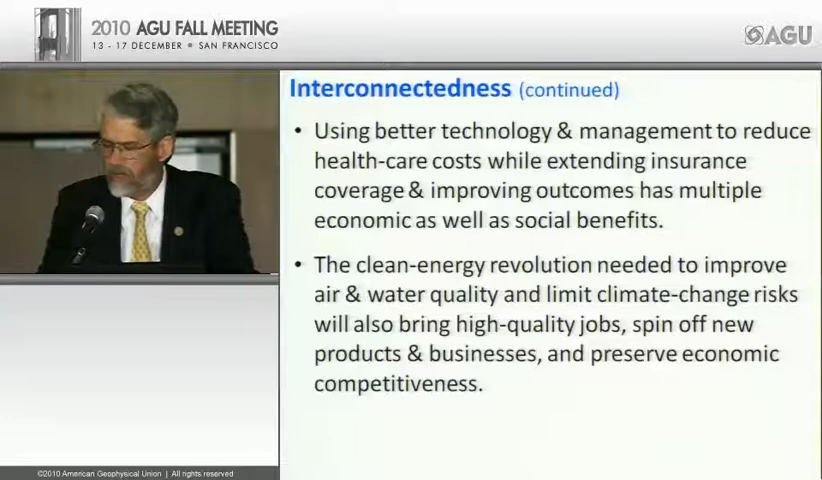 2010 AGU FALL MEETING
13 - 17 DECEMBER ■ SAN FRANCISCO
AGU
Interconnectedness (continued)
• Using better technology & management to reduce
health-care costs while extending insurance
coverage & improving outcomes has multiple
economic as well as social benefits.
• The clean-energy revolution needed to improve
air & water quality and limit climate-change risks
will also bring high-quality jobs, spin off new
products & businesses, and preserve economic
competitiveness.
©2010 American Geophysical Union | All rights reserved